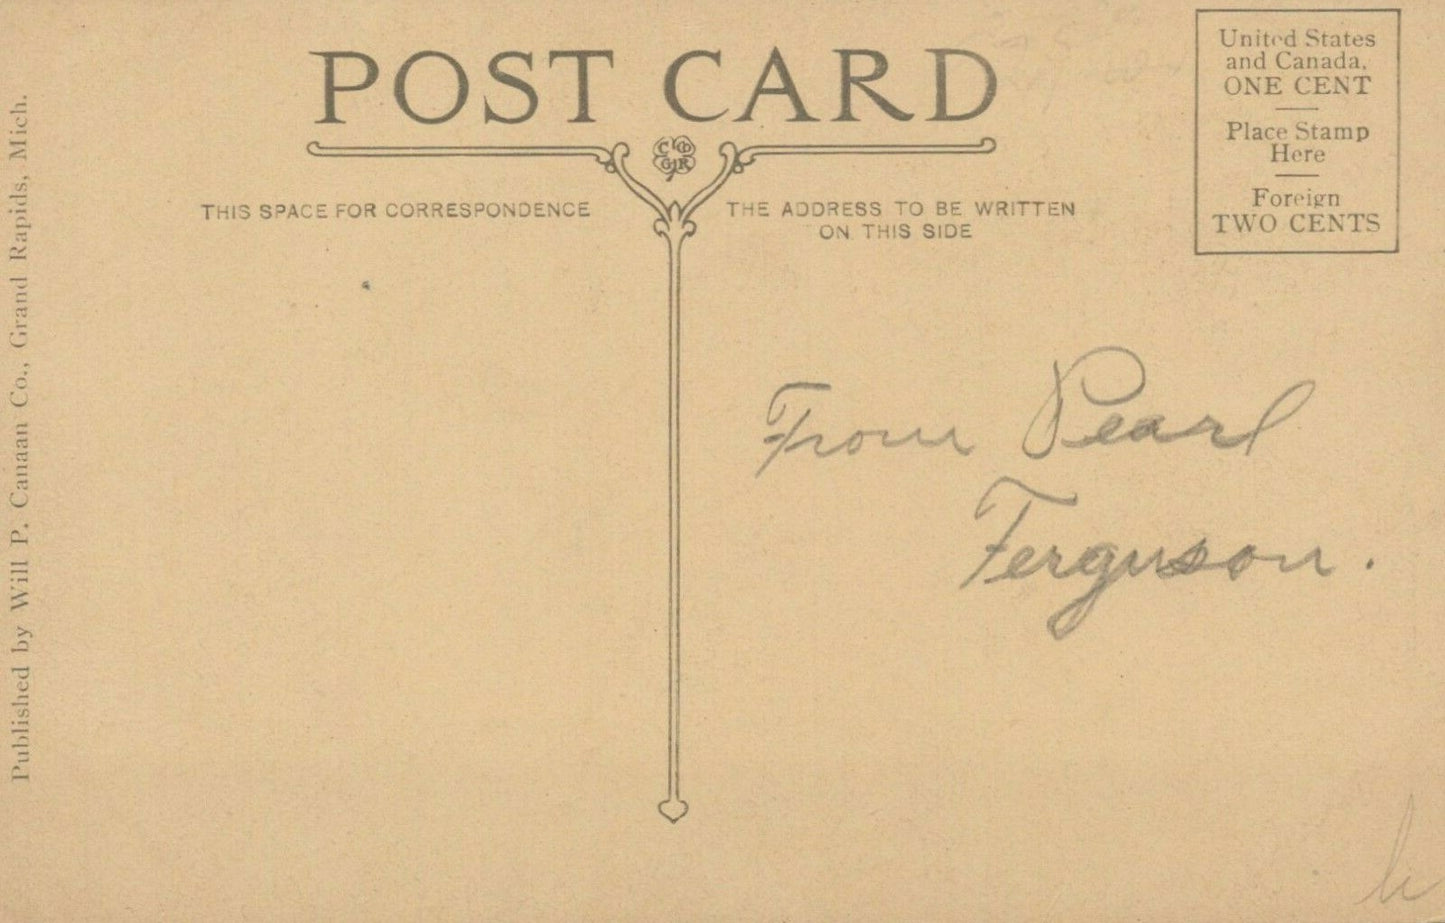 POST CARD
THIS SPACE FOR CORRESPONDENCE
THE ADDRESS TO BE WRITTEN
ON THIS SIDE
United States
and Canada,
ONE CENT
Place Stamp
Here
Foreign
TWO CENTS
Published by Will P. Canaan Co., Grand Rapids, Mich.
From Pearl
Ferguson.